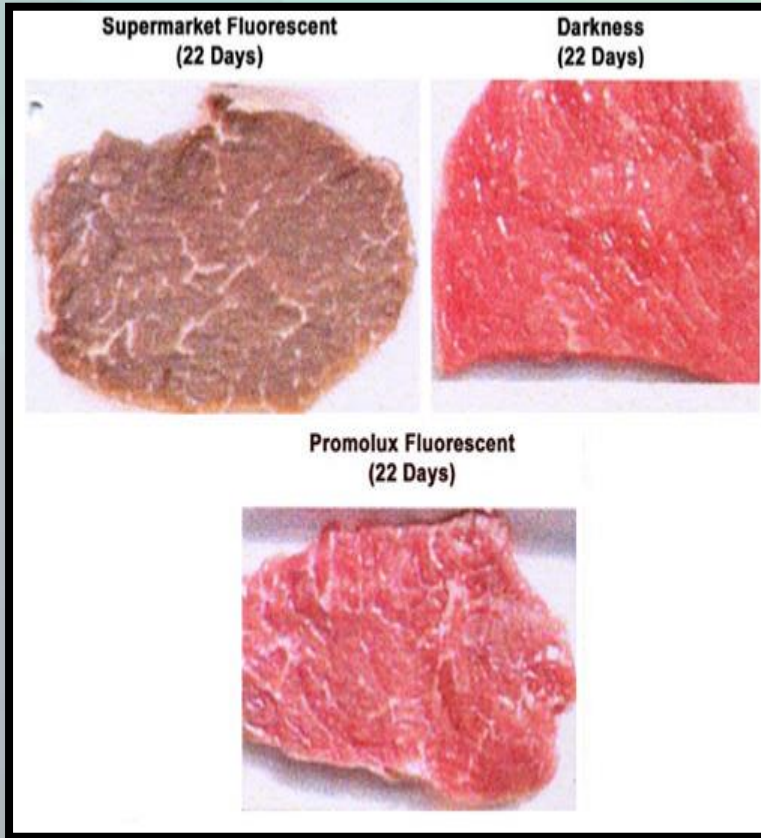 Supermarket Fluorescent
(22 Days)
Darkness
(22 Days)
Promolux Fluorescent
(22 Days)